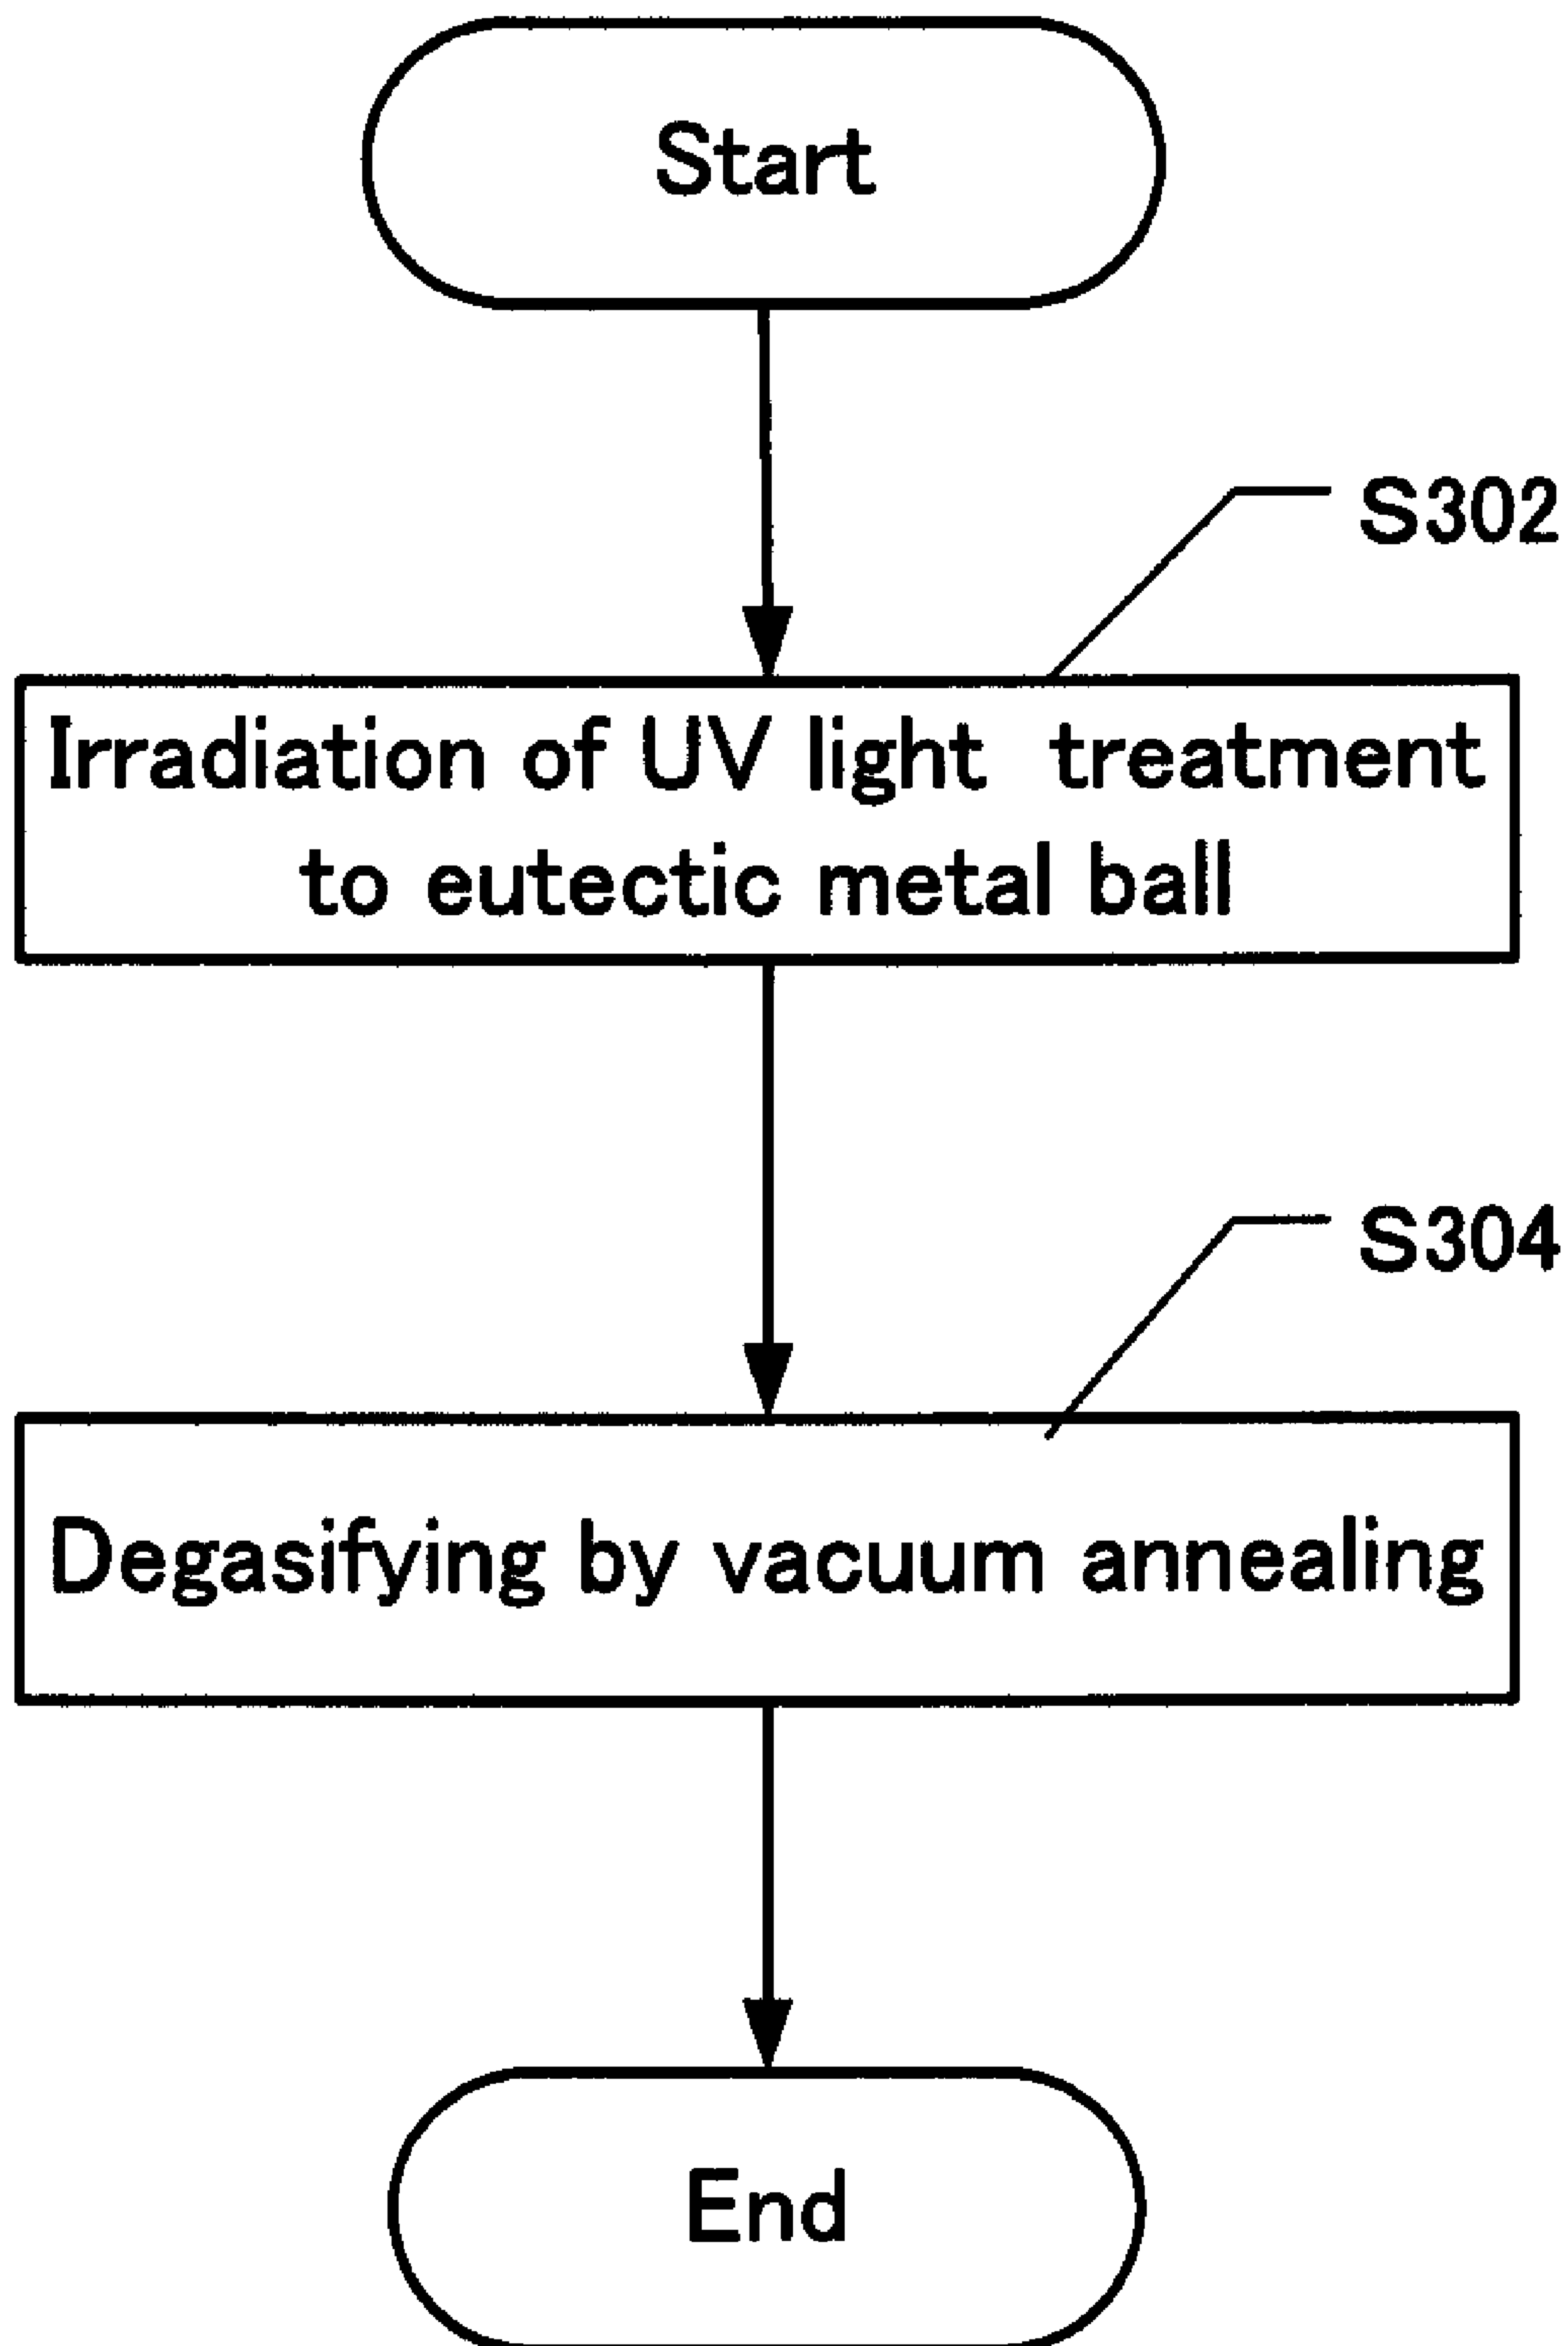 Start
S302
Irradiation of UV light treatment
to eutectic metal ball
S304
Degasifying by vacuum annealing
End